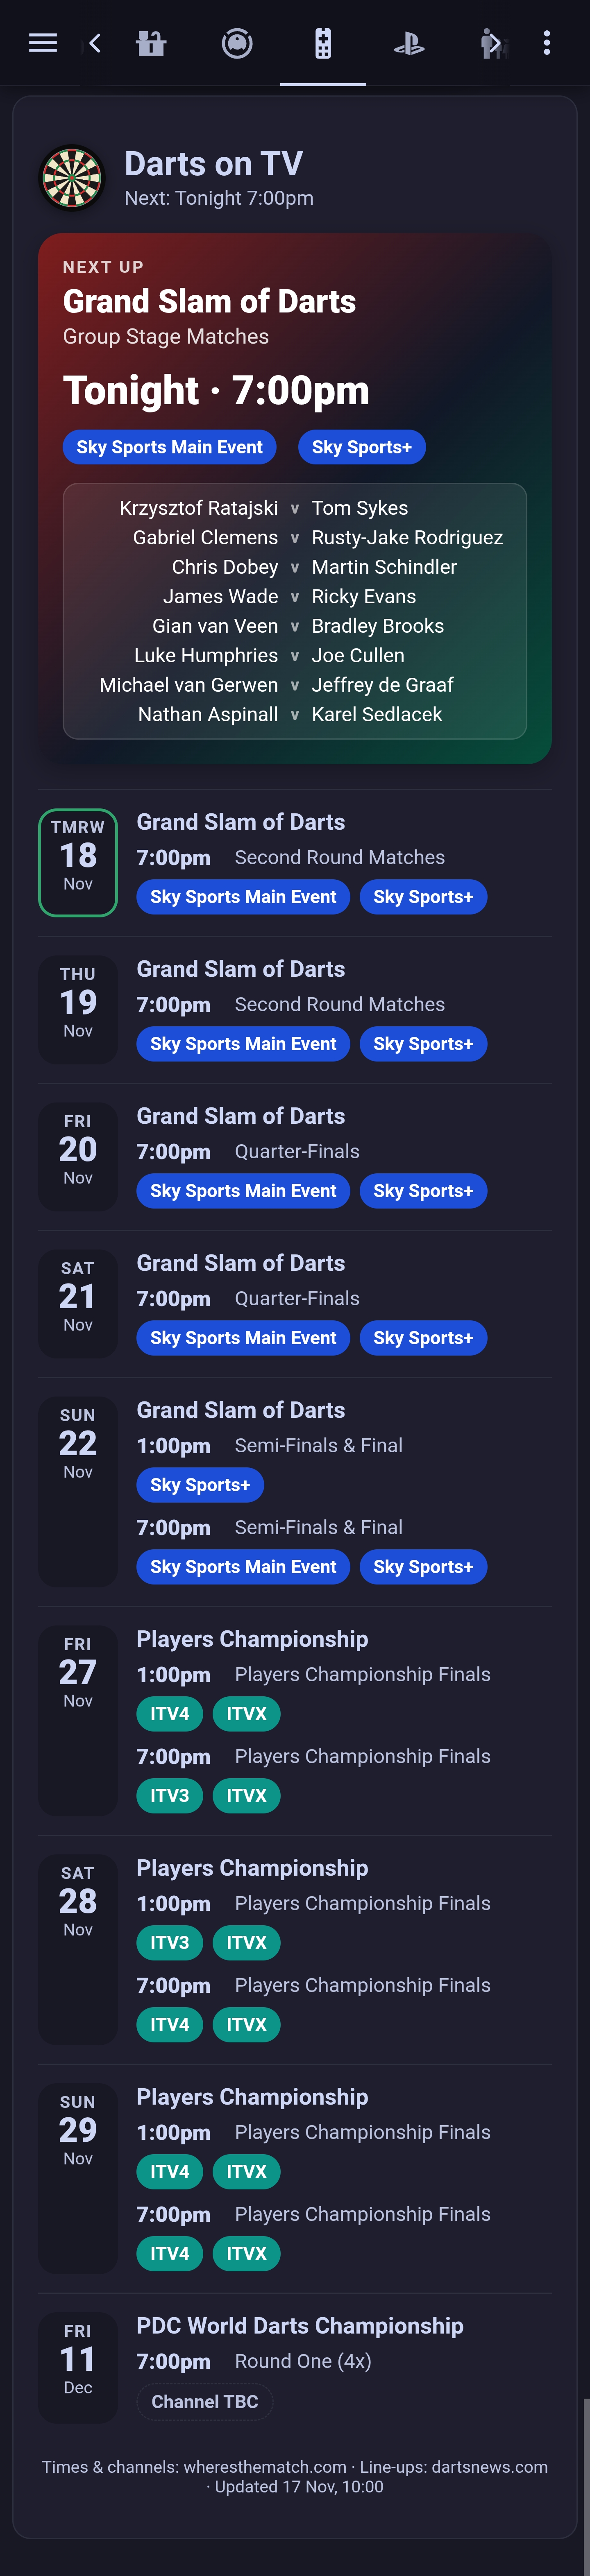 Darts on TV
Next: Tonight 7:00pm
NEXT UP
Grand Slam of Darts
Group Stage Matches
Tonight · 7:00pm
Sky Sports Main Event Sky Sports+
Krzysztof Ratajski v Tom Sykes
Gabriel Clemens v Rusty-Jake Rodriguez
Chris Dobey v Martin Schindler
James Wade v Ricky Evans
Gian van Veen v Bradley Brooks
Luke Humphries v Joe Cullen
Michael van Gerwen v Jeffrey de Graaf
Nathan Aspinall v Karel Sedlacek
TMRW
18
Nov
Grand Slam of Darts
7:00pm Second Round Matches
Sky Sports Main Event Sky Sports+
THU
19
Nov
Grand Slam of Darts
7:00pm Second Round Matches
Sky Sports Main Event Sky Sports+
FRI
20
Nov
Grand Slam of Darts
7:00pm Quarter-Finals
Sky Sports Main Event Sky Sports+
SAT
21
Nov
Grand Slam of Darts
7:00pm Quarter-Finals
Sky Sports Main Event Sky Sports+
SUN
22
Nov
Grand Slam of Darts
1:00pm Semi-Finals & Final
Sky Sports+
7:00pm Semi-Finals & Final
Sky Sports Main Event Sky Sports+
FRI
27
Nov
Players Championship
1:00pm Players Championship Finals
ITV4 ITVX
7:00pm Players Championship Finals
ITV3 ITVX
SAT
28
Nov
Players Championship
1:00pm Players Championship Finals
ITV3 ITVX
7:00pm Players Championship Finals
ITV4 ITVX
SUN
29
Nov
Players Championship
1:00pm Players Championship Finals
ITV4 ITVX
7:00pm Players Championship Finals
ITV4 ITVX
FRI
11
Dec
PDC World Darts Championship
7:00pm Round One (4x)
Channel TBC
Times & channels: wheresthematch.com · Line-ups: dartsnews.com
· Updated 17 Nov, 10:00